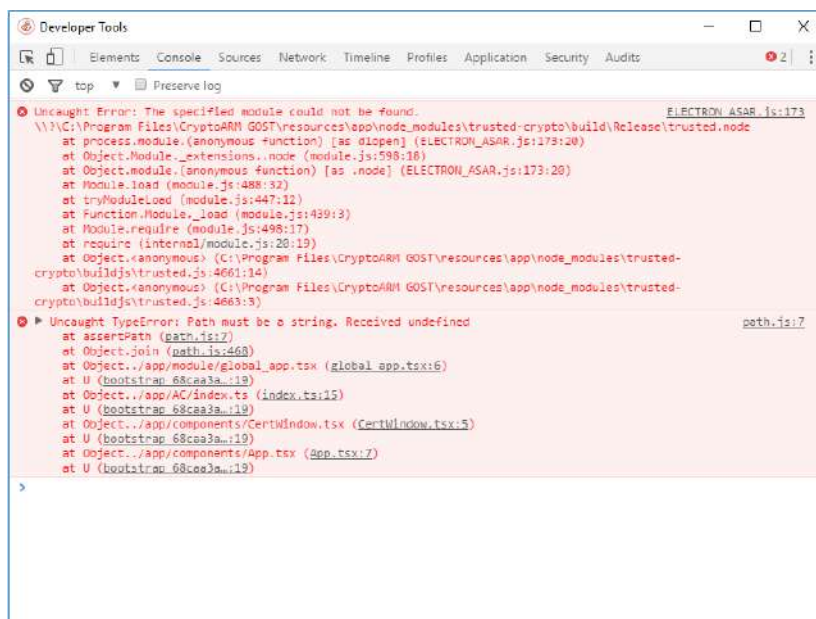 Developer Tools
Elements Console Sources Network Timeline Profiles Application Security Audits 2
top Preserve log
Uncaught Error: The specified module could not be found. ELECTRON_ASAR.js:173
\\?\C:\Program Files\CryptoARM GOST\resources\app\node_modules\trusted-crypto\build\Release\trusted.node
at process.module.(anonymous function) [as dlopen] (ELECTRON_ASAR.js:173:20)
at Object.Module._extensions..node (module.js:598:18)
at Object.module.(anonymous function) [as .node] (ELECTRON_ASAR.js:173:20)
at Module.load (module.js:488:32)
at tryModuleLoad (module.js:447:12)
at Function.Module._load (module.js:439:3)
at Module.require (module.js:498:17)
at require (internal/module.js:20:19)
at Object.<anonymous> (C:\Program Files\CryptoARM GOST\resources\app\node_modules\trusted-
crypto\buildjs\trusted.js:4661:14)
at Object.<anonymous> (C:\Program Files\CryptoARM GOST\resources\app\node_modules\trusted-
crypto\buildjs\trusted.js:4663:3)
Uncaught TypeError: Path must be a string. Received undefined path.js:7
at assertPath (path.js:7)
at Object.join (path.js:468)
at Object../app/module/global_app.tsx (global_app.tsx:6)
at U (bootstrap 68caa3a…:19)
at Object../app/AC/index.ts (index.ts:15)
at U (bootstrap 68caa3a…:19)
at Object../app/components/CertWindow.tsx (CertWindow.tsx:5)
at U (bootstrap 68caa3a…:19)
at Object../app/components/App.tsx (App.tsx:7)
at U (bootstrap 68caa3a…:19)